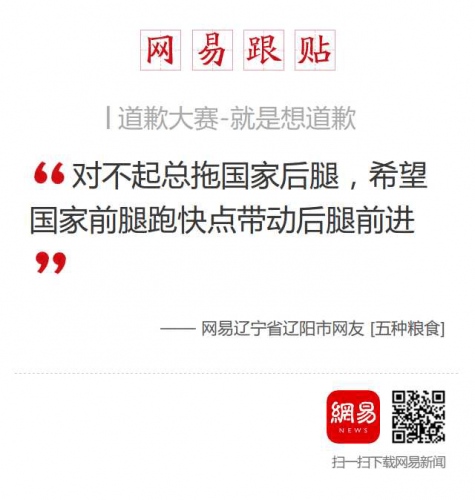 网易跟贴
道歉大赛-就是想道歉
“对不起总拖国家后腿，希望
国家前腿跑快点带动后腿前进
”
—— 网易辽宁省辽阳市网友 [五种粮食]
網易
NEWS
扫一扫下载网易新闻